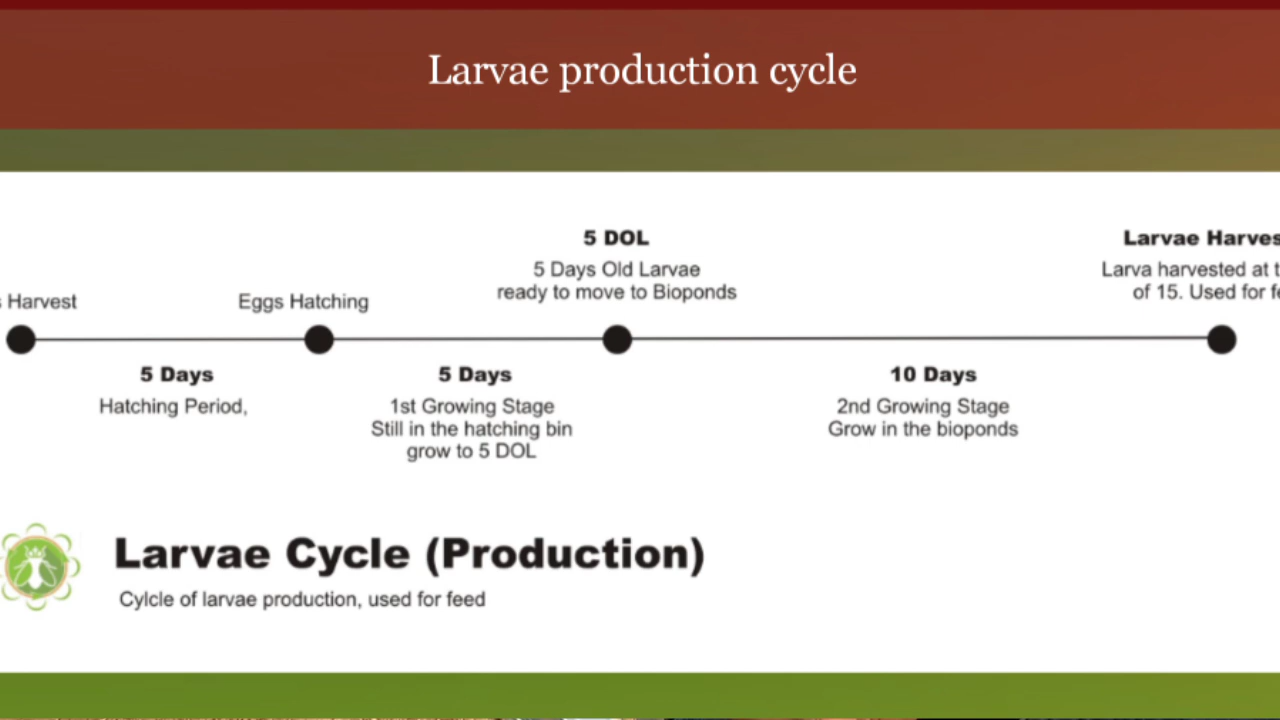 Larvae production cycle
5 DOL
5 Days Old Larvae
ready to move to Bioponds
Larvae Harves
Larva harvested at t
of 15. Used for fe
s Harvest
Eggs Hatching
5 Days
Hatching Period,
5 Days
1st Growing Stage
Still in the hatching bin
grow to 5 DOL
10 Days
2nd Growing Stage
Grow in the bioponds
Larvae Cycle (Production)
Cylcle of larvae production, used for feed